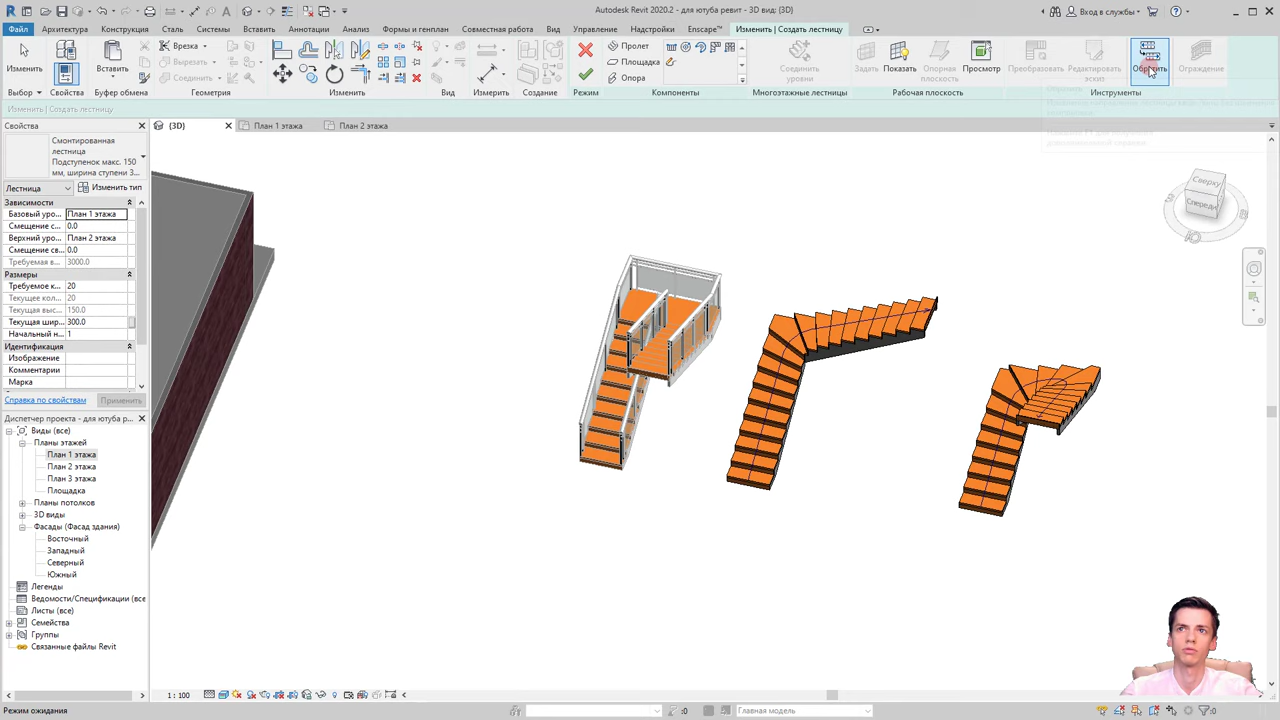 Autodesk Revit 2020.2 - для ютуба ревит - 3D вид: {3D}
Вход в службы
Файл Архитектура Конструкция Сталь Системы Вставить Аннотации Анализ Формы и генплан Совместная работа Вид Управление Надстройки Enscape™ Изменить | Создать лестницу
Врезка Пролет
Вырезать Площадка
Соединить Опора
Изменить Свойства Вставить
Соединить уровни
Задать Показать Опорная плоскость Просмотр Преобразовать Редактировать эскиз Ограждение
Выбор Свойства Буфер обмена Геометрия Изменить Вид Измерить Создание Режим Компоненты Многоэтажные лестницы Рабочая плоскость Инструменты
Изменить | Создать лестницу
Свойства {3D} План 1 этажа План 2 этажа
Смонтированная
лестница
Подступенок макс. 150
мм, ширина ступени 3...
Лестница Изменить тип
Зависимости
Базовый уро... План 1 этажа
Смещение с... 0.0
Верхний уро... План 2 этажа
Смещение св... 0.0
Требуемая в... 3000.0
Размеры
Требуемое к... 20
Текущее кол... 20
Текущая выс... 150.0
Текущая шир... 300.0
Начальный н... 1
Идентификация
Изображение
Комментарии
Марка
Справка по свойствам Применить
Диспетчер проекта - для ютуба р...
Виды (все)
Планы этажей
План 1 этажа
План 2 этажа
План 3 этажа
Площадка
Планы потолков
3D виды
Фасады (Фасад здания)
Восточный
Западный
Северный
Южный
Легенды
Ведомости/Спецификации (все
Листы (все)
Семейства
Группы
Связанные файлы Revit
Сверху
Спереди
Ю
1 : 100
Режим ожидания :0 Главная модель :0